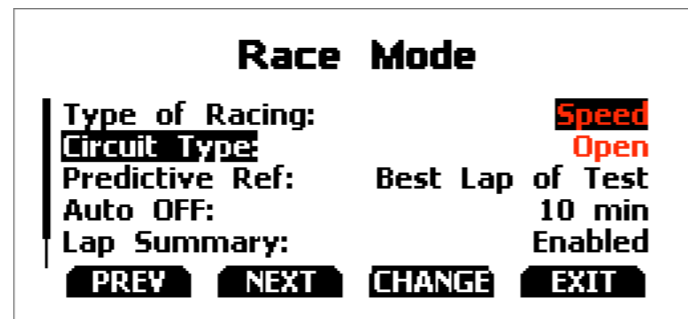 Race Mode
Type of Racing: Speed
Circuit Type: Open
Predictive Ref: Best Lap of Test
Auto OFF: 10 min
Lap Summary: Enabled
PREV NEXT CHANGE EXIT